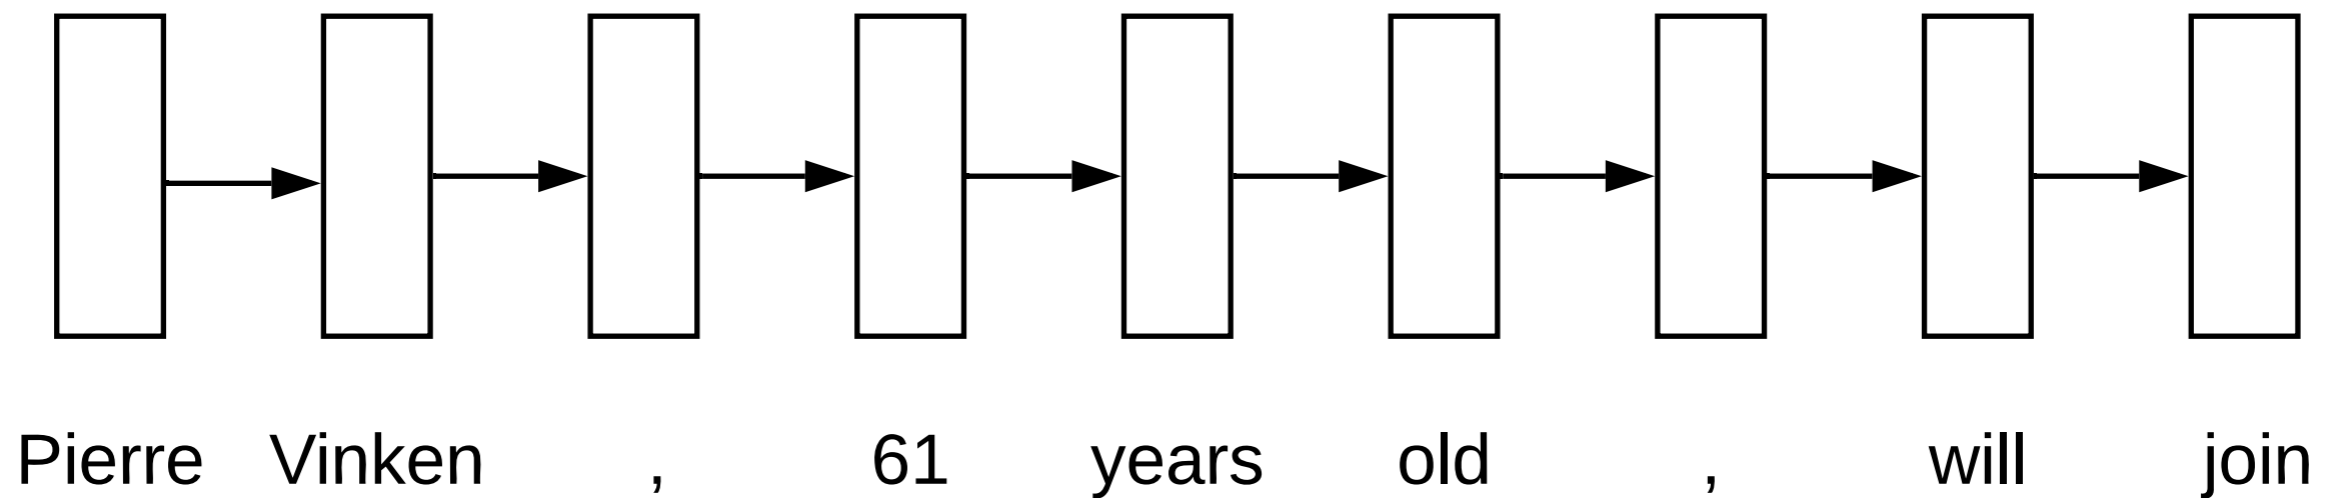 Pierre Vinken , 61 years old , will join